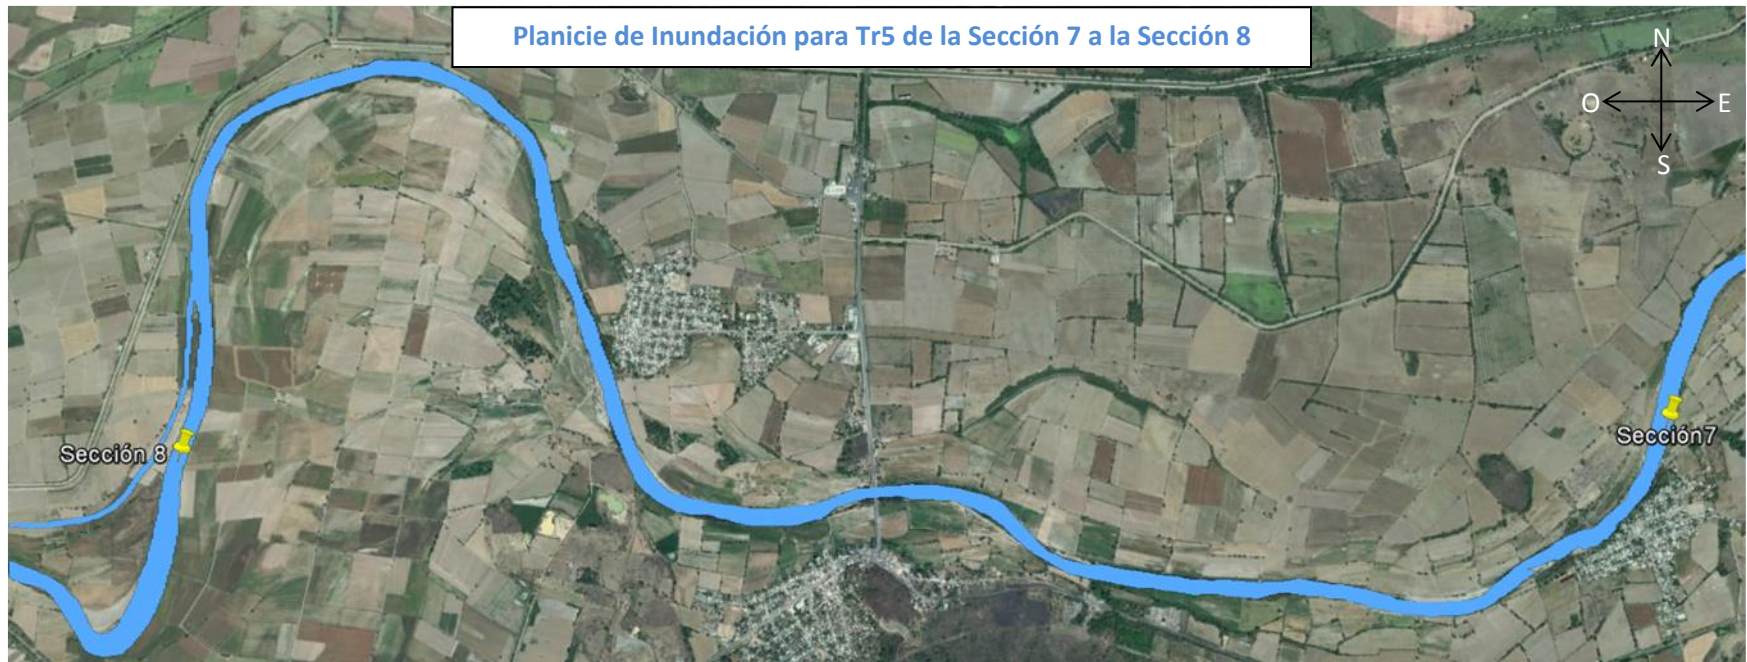 Planicie de Inundación para Tr5 de la Sección 7 a la Sección 8
N
O E
S
Sección 8
Sección7